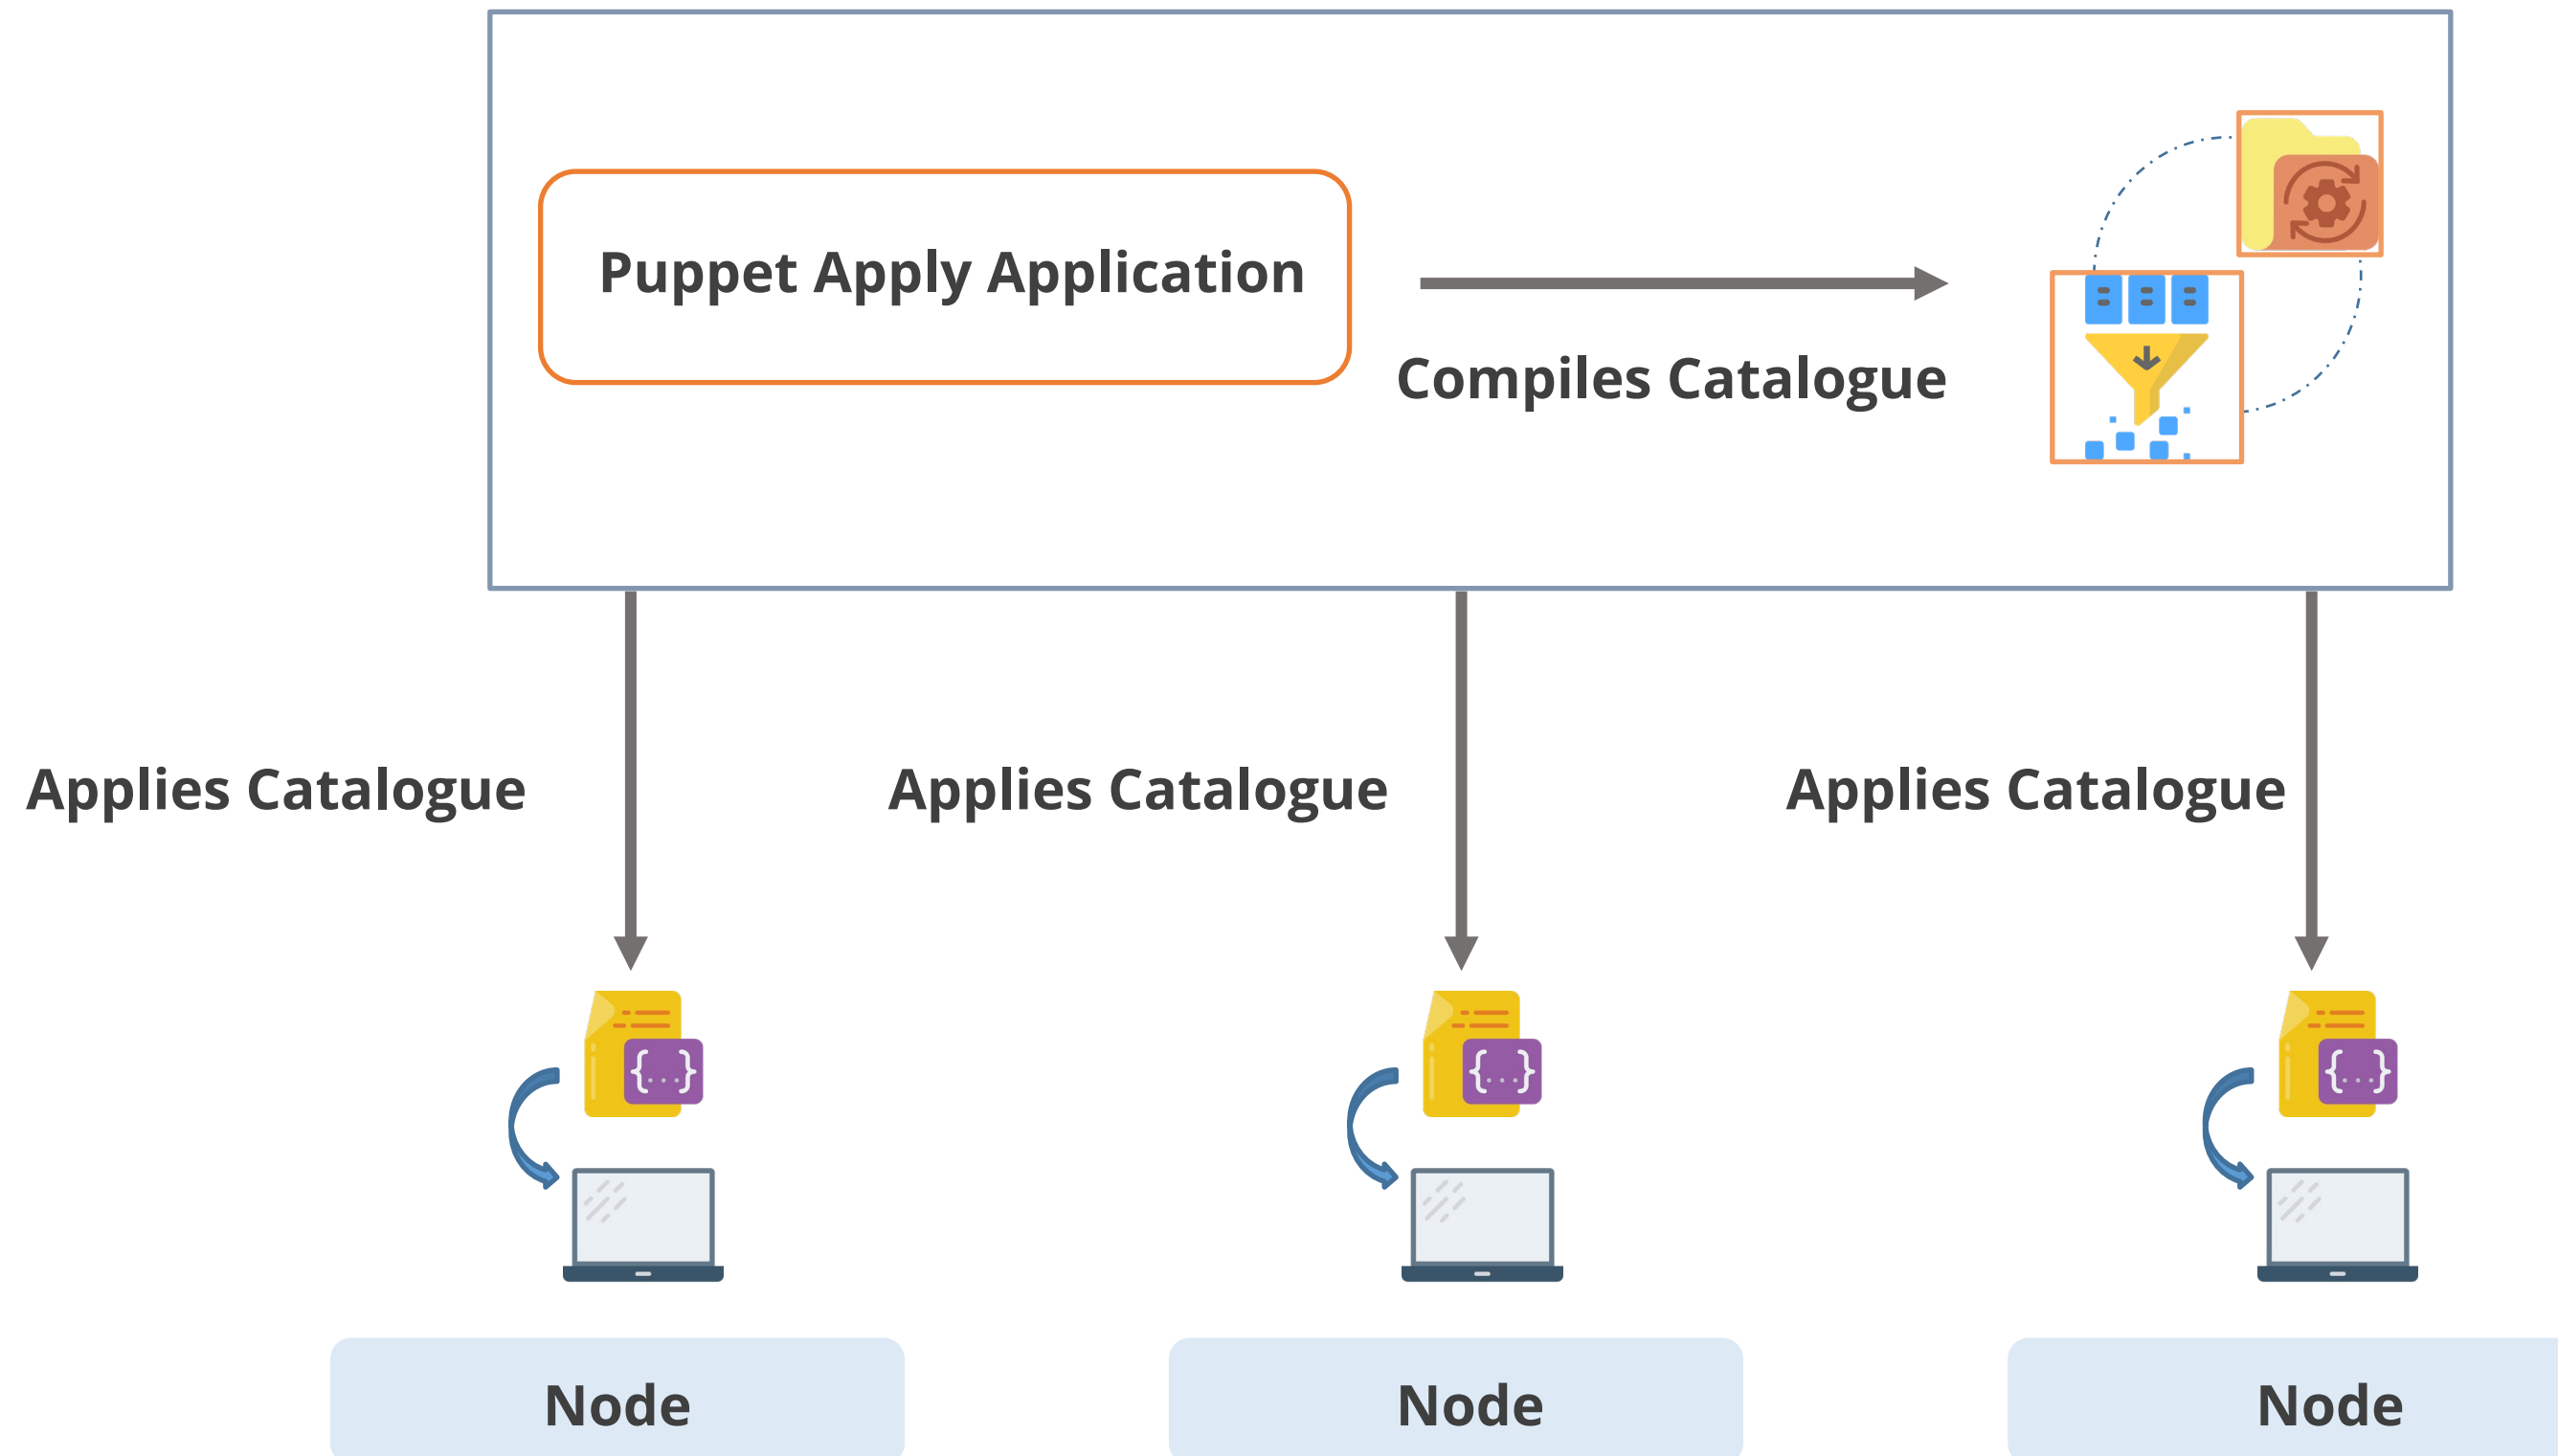 Puppet Apply Application
Compiles Catalogue
Applies Catalogue
Applies Catalogue
Applies Catalogue
{...}
{...}
{...}
Node
Node
Node